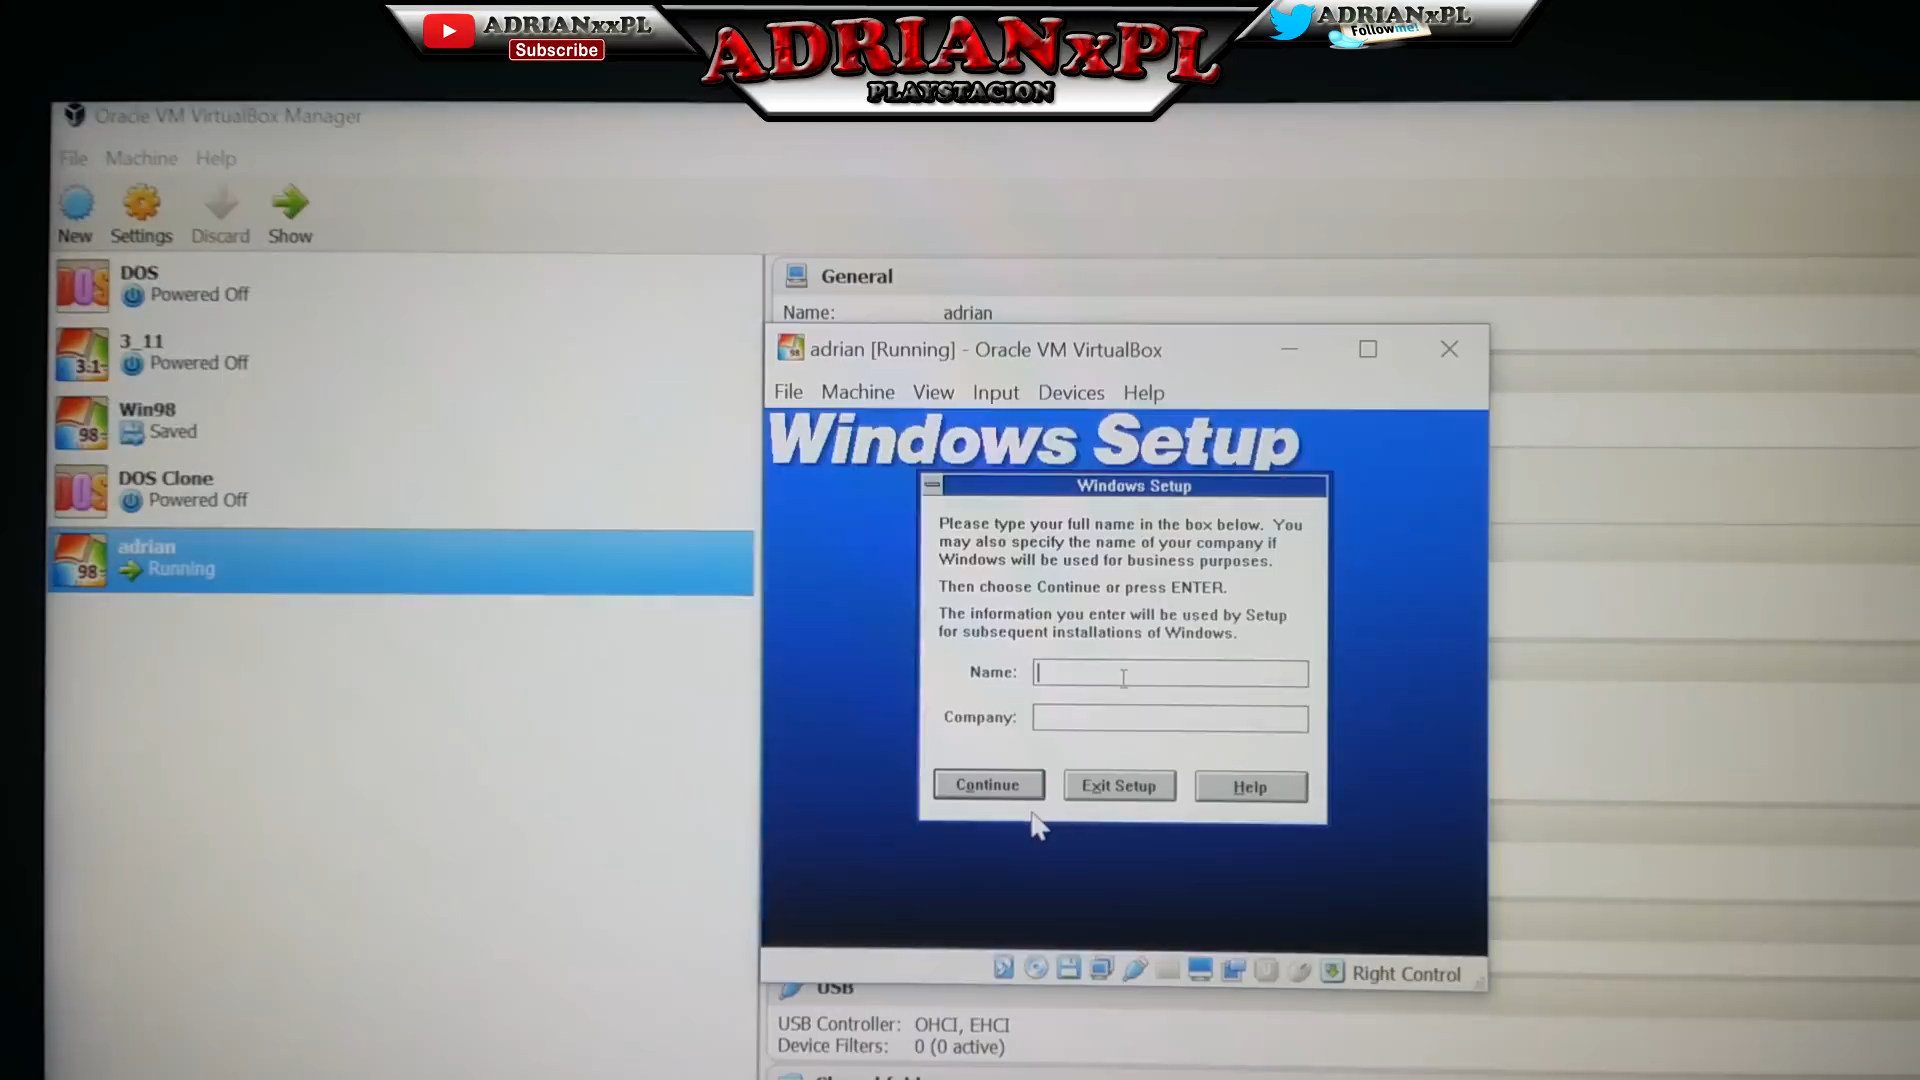 ADRIANxxPL
Subscribe
ADRIANxPL
PLAYSTACION
ADRIANxPL
Follow me!
Oracle VM VirtualBox Manager
File Machine Help
New Settings Discard Show
DOS
Powered Off
3_11
Powered Off
Win98
Saved
DOS Clone
Powered Off
adrian
Running
General
Name: adrian
adrian [Running] - Oracle VM VirtualBox
File Machine View Input Devices Help
Windows Setup
Windows Setup
Please type your full name in the box below. You
may also specify the name of your company if
Windows will be used for business purposes.
Then choose Continue or press ENTER.
The information you enter will be used by Setup
for subsequent installations of Windows.
Name:
Company:
Continue Exit Setup Help
Right Control
USB
USB Controller: OHCI, EHCI
Device Filters: 0 (0 active)